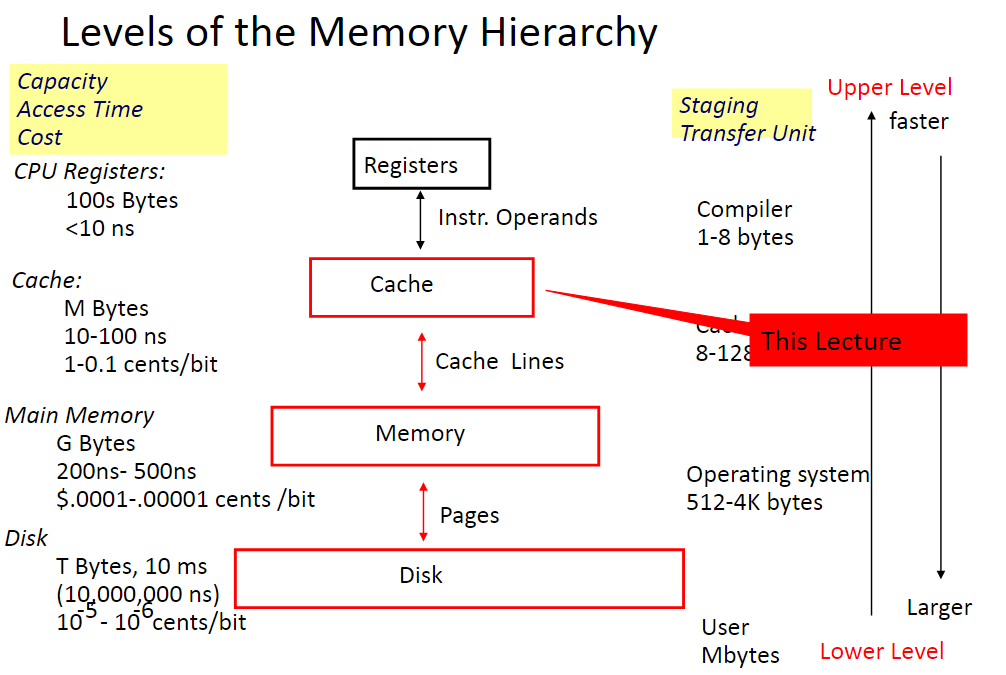 Levels of the Memory Hierarchy
Capacity
Access Time
Cost
CPU Registers:
100s Bytes
<10 ns
Cache:
M Bytes
10-100 ns
1-0.1 cents/bit
Main Memory
G Bytes
200ns- 500ns
$.0001-.00001 cents /bit
Disk
T Bytes, 10 ms
(10,000,000 ns)
10^-5 - 10^-6 cents/bit
Registers
Instr. Operands
Cache
Cache Lines
Memory
Pages
Disk
Staging
Transfer Unit
Compiler
1-8 bytes
8-128
This Lecture
Operating system
512-4K bytes
User
Mbytes
Upper Level
faster
Larger
Lower Level